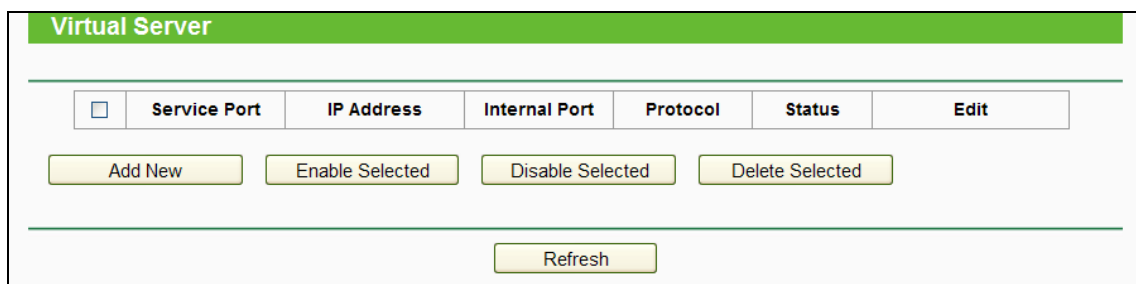 Virtual Server
Service Port IP Address Internal Port Protocol Status Edit
Add New Enable Selected Disable Selected Delete Selected
Refresh